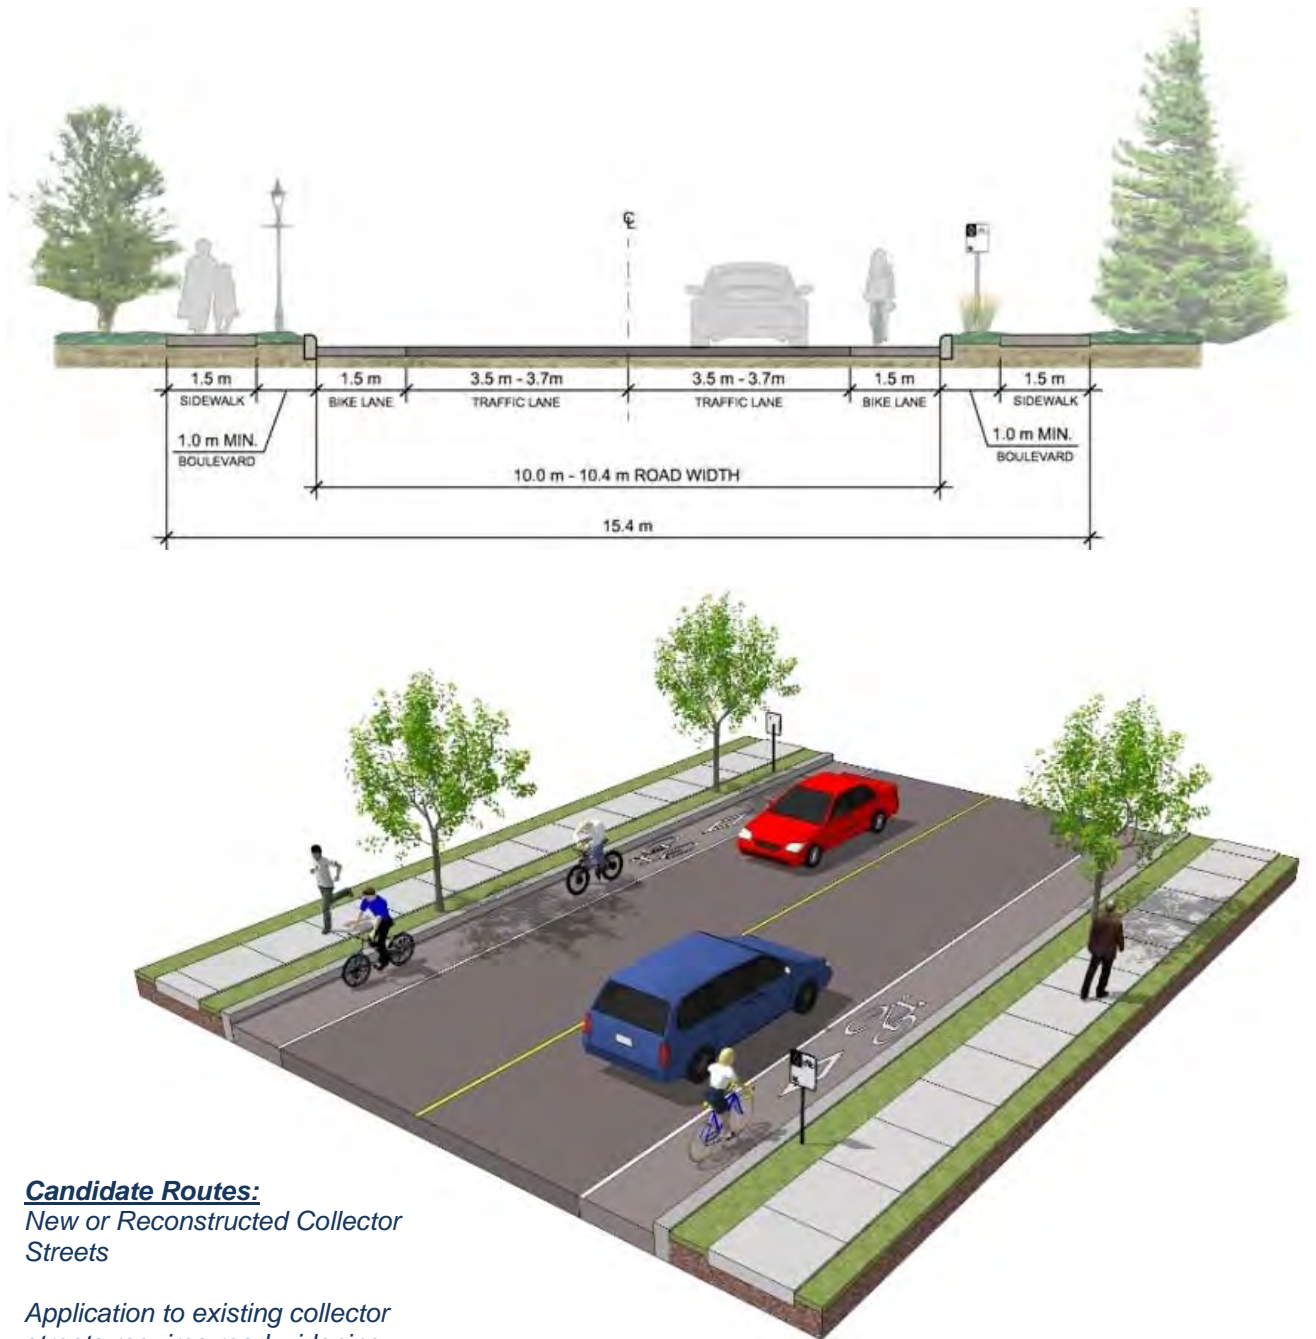 ℄
1.5 m 1.5 m 3.5 m - 3.7m 3.5 m - 3.7m 1.5 m 1.5 m
SIDEWALK BIKE LANE TRAFFIC LANE TRAFFIC LANE BIKE LANE SIDEWALK
1.0 m MIN. 1.0 m MIN.
BOULEVARD BOULEVARD
10.0 m - 10.4 m ROAD WIDTH
15.4 m
Candidate Routes:
New or Reconstructed Collector
Streets
Application to existing collector